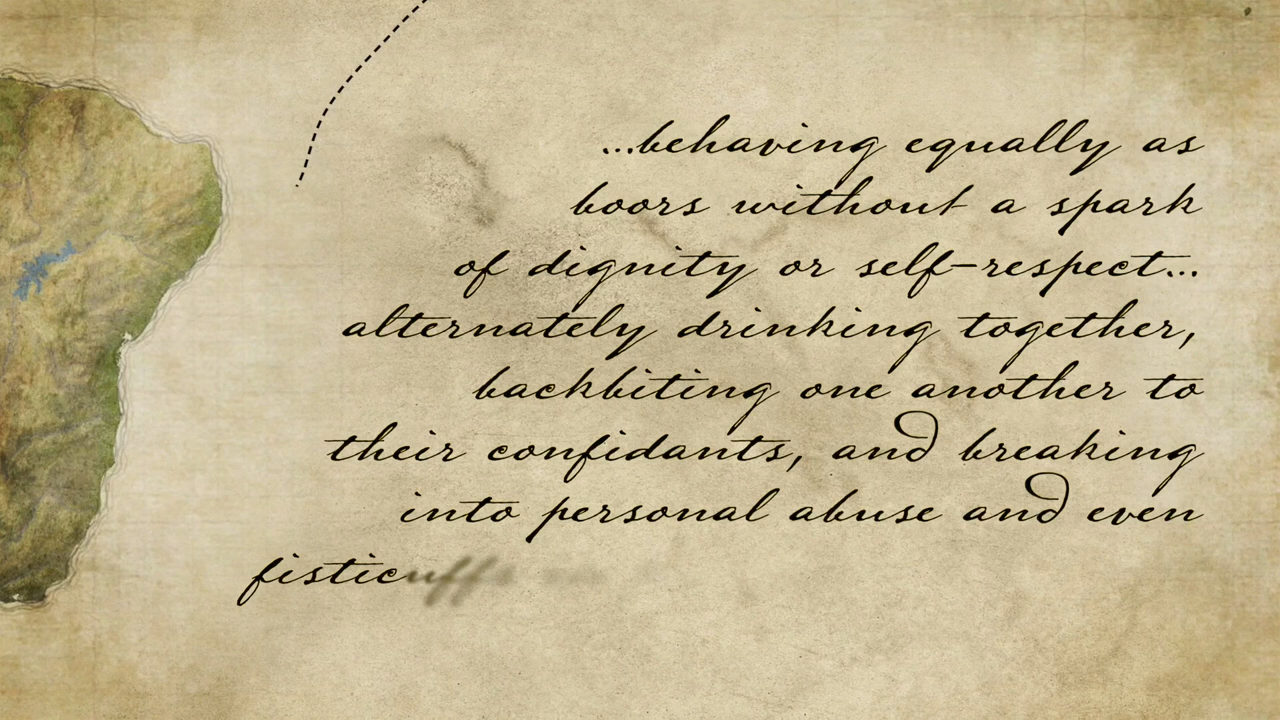 ...behaving equally as
boors without a spark
of dignity or self-respect...
alternately drinking together,
backbiting one another to
their confidants, and breaking
into personal abuse and even
fisticuffs